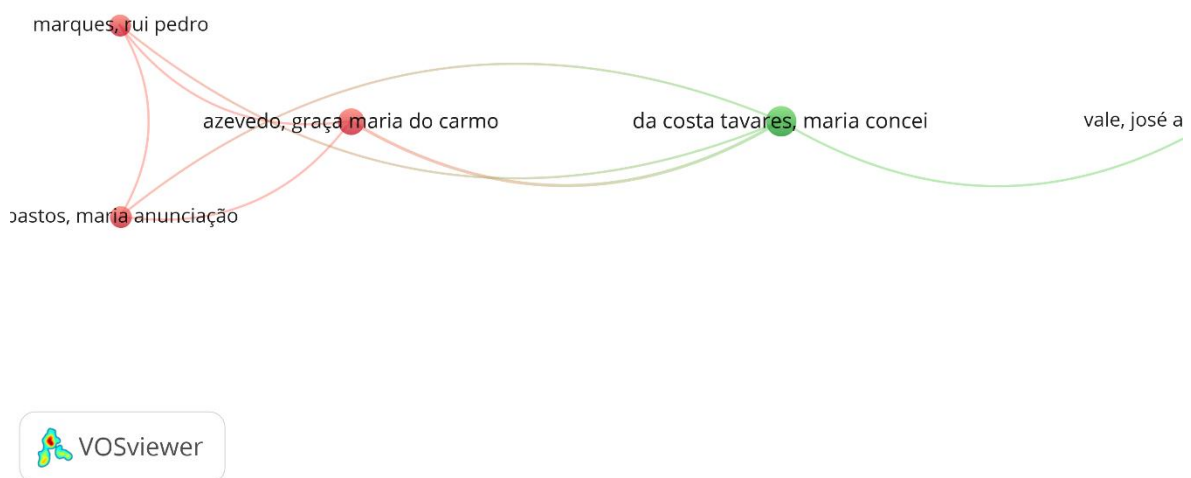 marques, rui pedro
azevedo, graça maria do carmo
da costa tavares, maria concei
vale, josé a
bastos, maria anunciação
VOSviewer